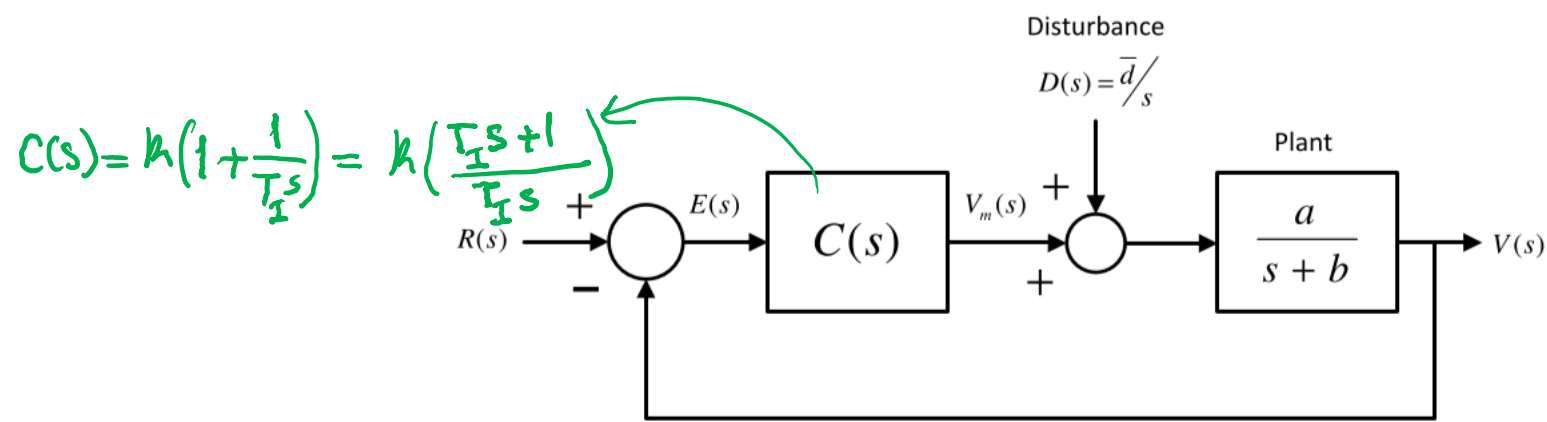 Disturbance
D(s) = d̄/s
C(s) = k(1 + 1/(T_I s)) = k((T_I s + 1)/(T_I s))
Plant
+
E(s)
V_m(s)
+
R(s)
C(s)
a/(s + b)
V(s)
−
+